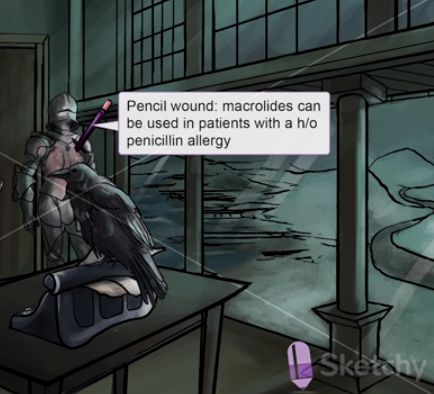 Pencil wound: macrolides can
be used in patients with a h/o
penicillin allergy
Sketchy